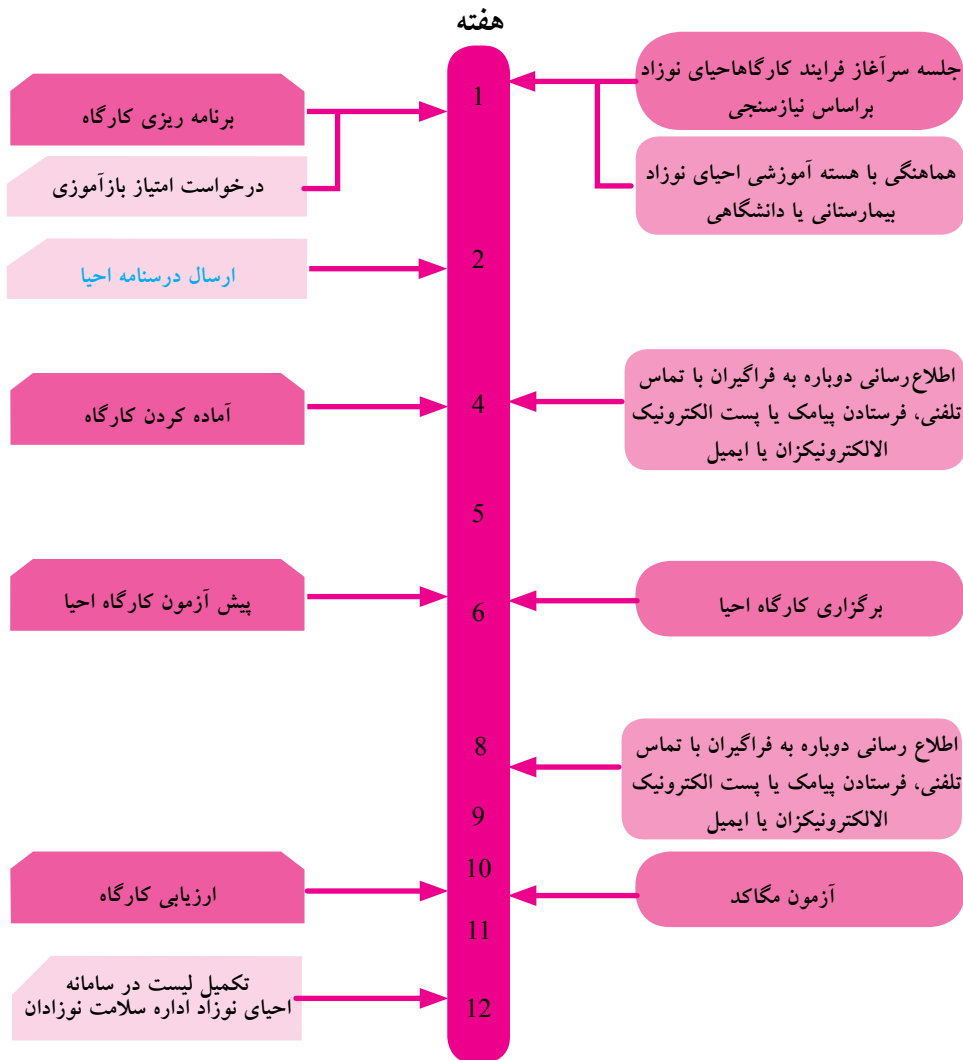 هفته
جلسه سرآغاز فرایند کارگاهاحیای نوزاد
براساس نیازسنجی
1
برنامه ریزی کارگاه
هماهنگی با هسته آموزشی احیای نوزاد
بیمارستانی یا دانشگاهی
درخواست امتیاز بازآموزی
2
ارسال درسنامه احیا
اطلاع‌رسانی دوباره به فراگیران با تماس
تلفنی، فرستادن پیامک یا پست الکترونیک
الالکترونیکزان یا ایمیل
4
آماده کردن کارگاه
5
برگزاری کارگاه احیا
6
پیش آزمون کارگاه احیا
اطلاع رسانی دوباره به فراگیران با تماس
تلفنی، فرستادن پیامک یا پست الکترونیک
الالکترونیکزان یا ایمیل
8
9
آزمون مگاکد
10
ارزیابی کارگاه
11
12
تکمیل لیست در سامانه
احیای نوزاد اداره سلامت نوزادان